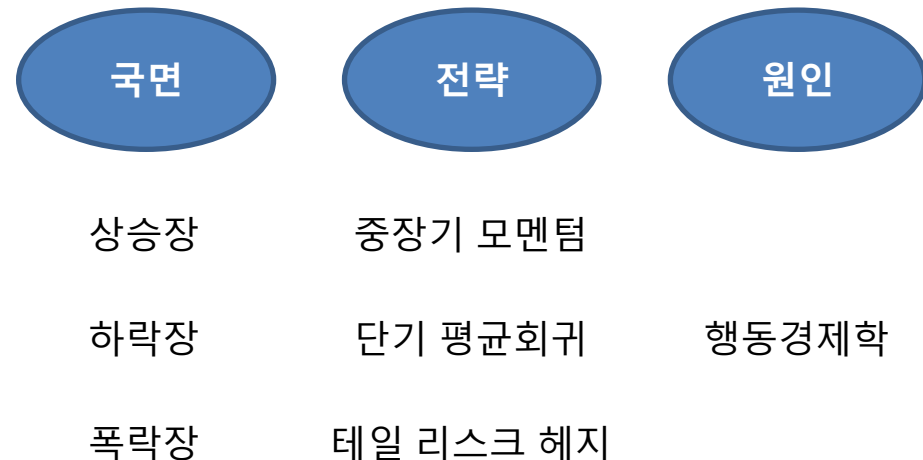 국면 전략 원인
상승장 중장기 모멘텀
하락장 단기 평균회귀 행동경제학
폭락장 테일 리스크 헤지